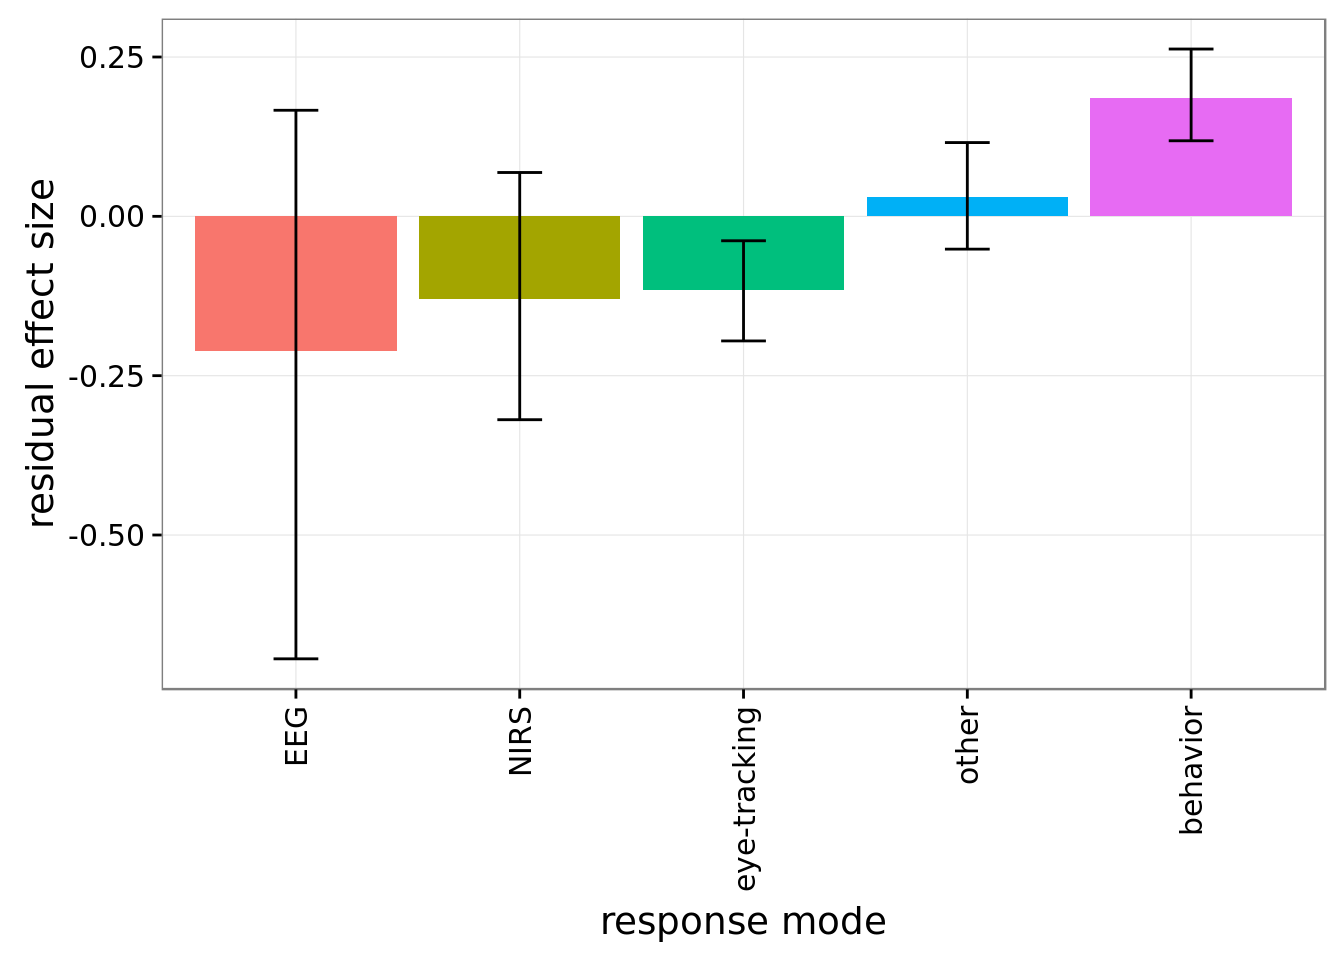 residual effect size
0.25
0.00
-0.25
-0.50
EEG
NIRS
eye-tracking
other
behavior
response mode